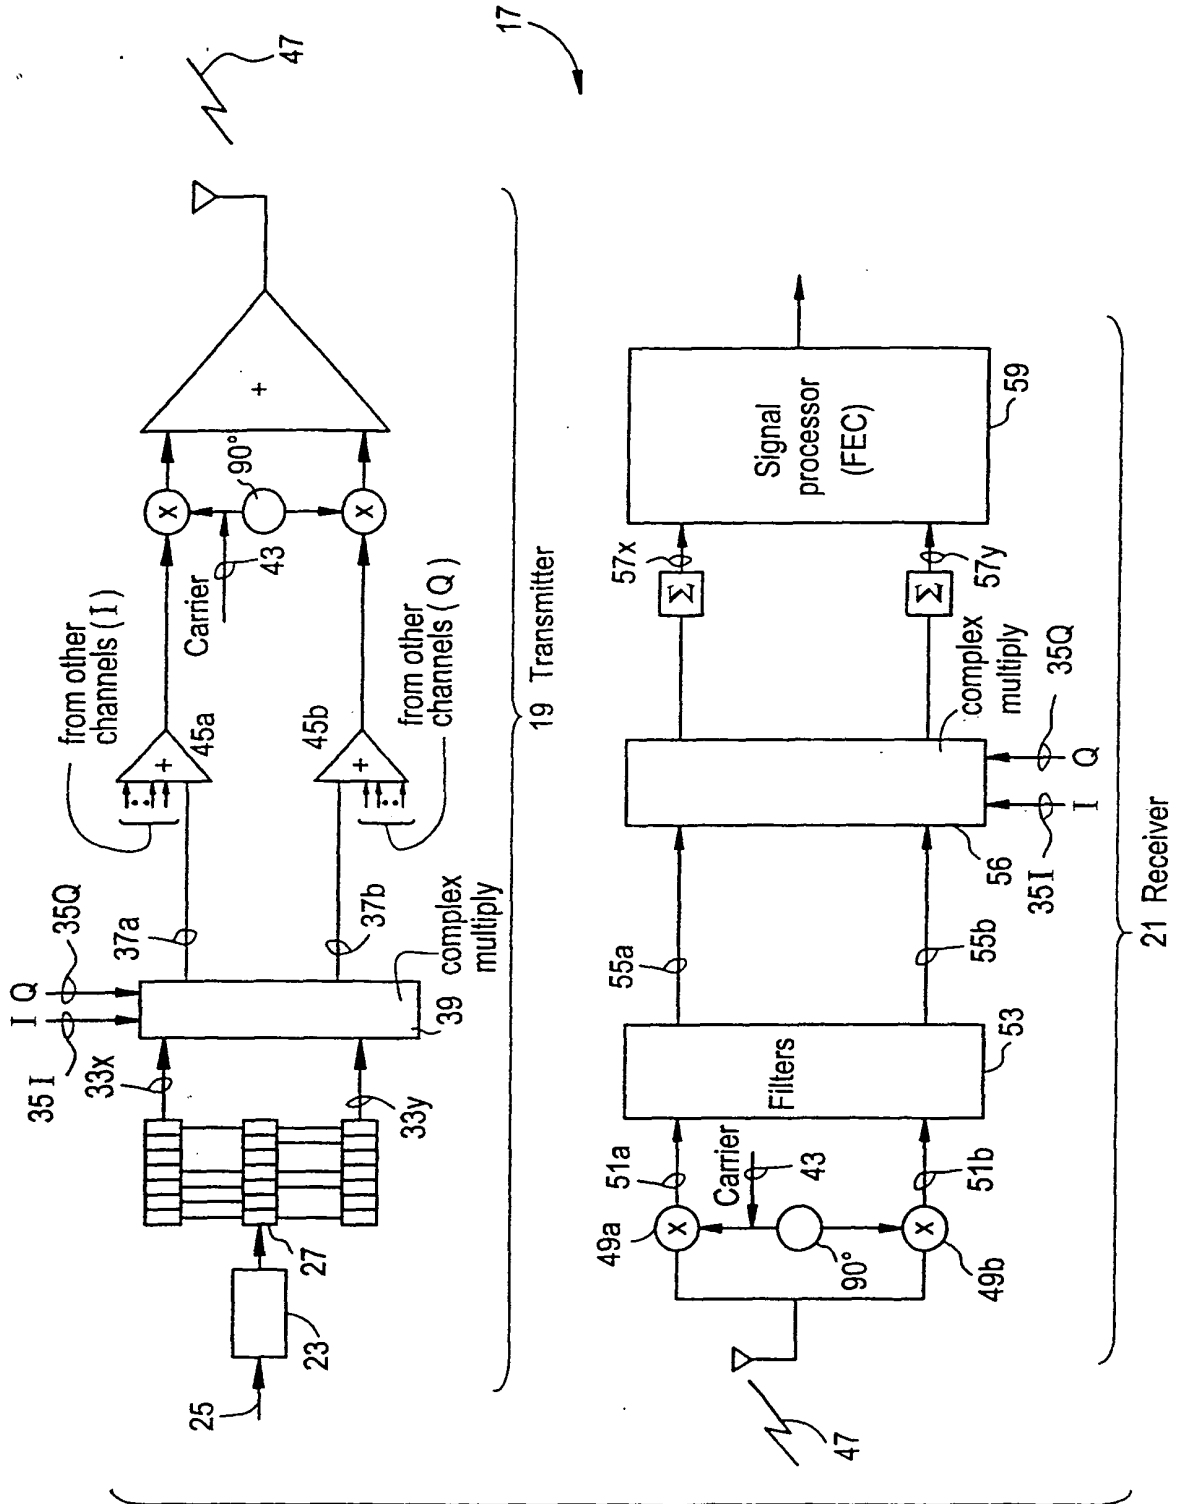 17
47
from other
channels ( I )
90°
Carrier
43
45a
from other
channels ( Q )
45b
+
+
+
X
X
37a
37b
I Q
35Q
35I
33x
33y
complex
multiply
39
27
23
25
19 Transmitter
47
49a
49b
90°
Carrier
43
51a
51b
Filters
53
55a
55b
56
complex
multiply
I
Q
35I
35Q
Σ
Σ
57x
57y
Signal
processor
(FEC)
59
X
X
21 Receiver